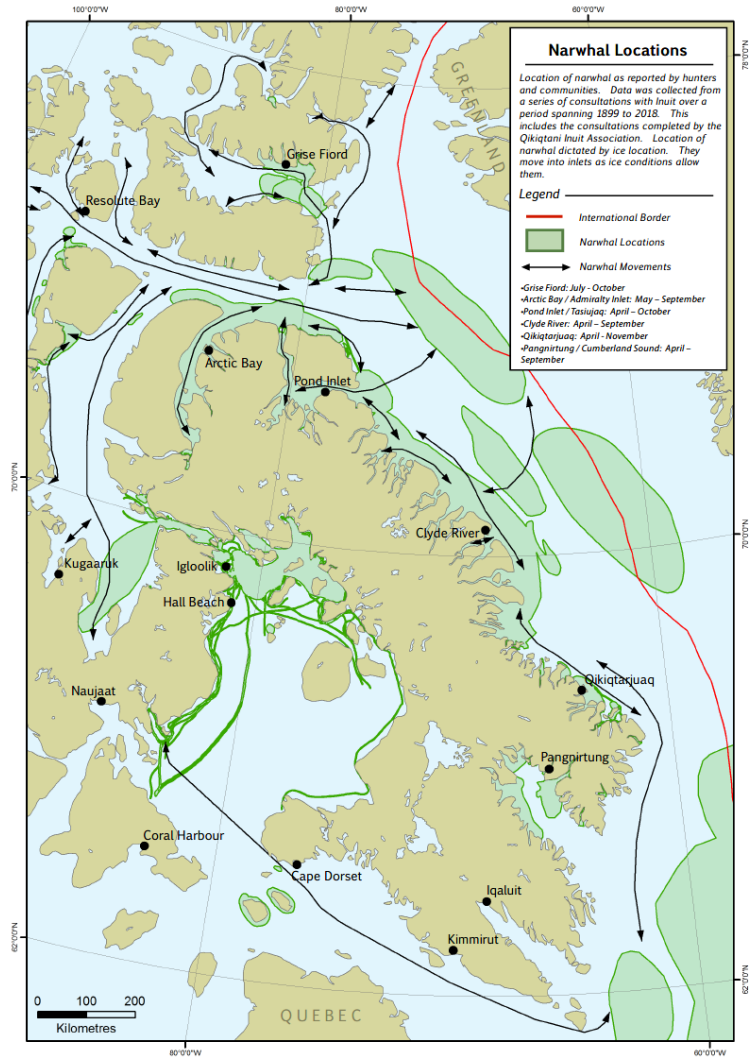 100°0'0"W
80°0'0"W
60°0'0"W
78°0'0"N
GREENLAND
Narwhal Locations
Location of narwhal as reported by hunters
and communities. Data was collected from
a series of consultations with Inuit over a
period spanning 1899 to 2018. This
includes the consultations completed by the
Qikiqtani Inuit Association. Location of
narwhal dictated by ice location. They
move into inlets as ice conditions allow
them.
Legend
International Border
Narwhal Locations
Narwhal Movements
•Grise Fiord: July - October
•Arctic Bay / Admiralty Inlet: May – September
•Pond Inlet / Tasiujaq: April – October
•Clyde River: April – September
•Qikiqtarjuaq: April - November
•Pangnirtung / Cumberland Sound: April –
September
Grise Fiord
Resolute Bay
Arctic Bay
Pond Inlet
70°0'0"N
70°0'0"N
Clyde River
Kugaaruk
Igloolik
Hall Beach
Naujaat
Qikiqtarjuaq
Pangnirtung
Coral Harbour
Cape Dorset
Iqaluit
Kimmirut
62°0'0"N
62°0'0"N
0 100 200
Kilometres
QUEBEC
80°0'0"W
60°0'0"W